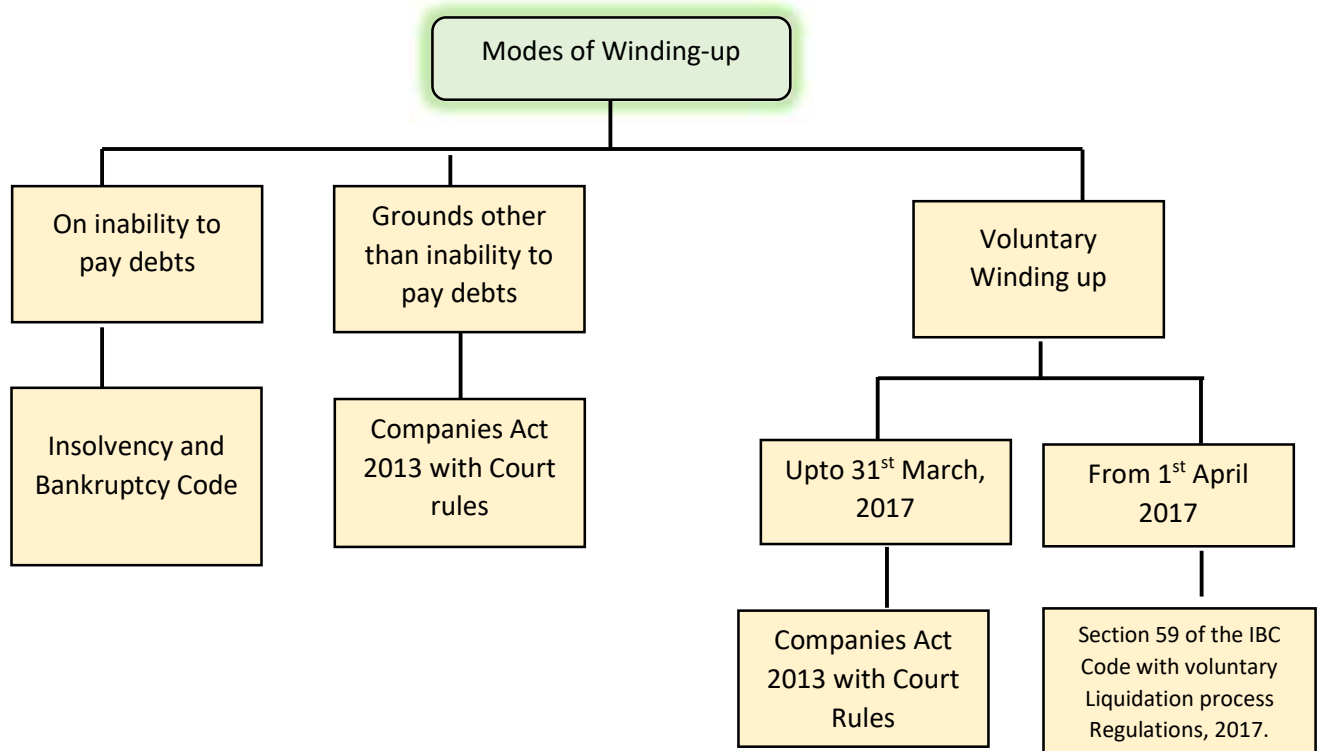 Modes of Winding-up
On inability to
pay debts
Grounds other
than inability to
pay debts
Voluntary
Winding up
Insolvency and
Bankruptcy Code
Companies Act
2013 with Court
rules
Upto 31st March,
2017
From 1st April
2017
Companies Act
2013 with Court
Rules
Section 59 of the IBC
Code with voluntary
Liquidation process
Regulations, 2017.